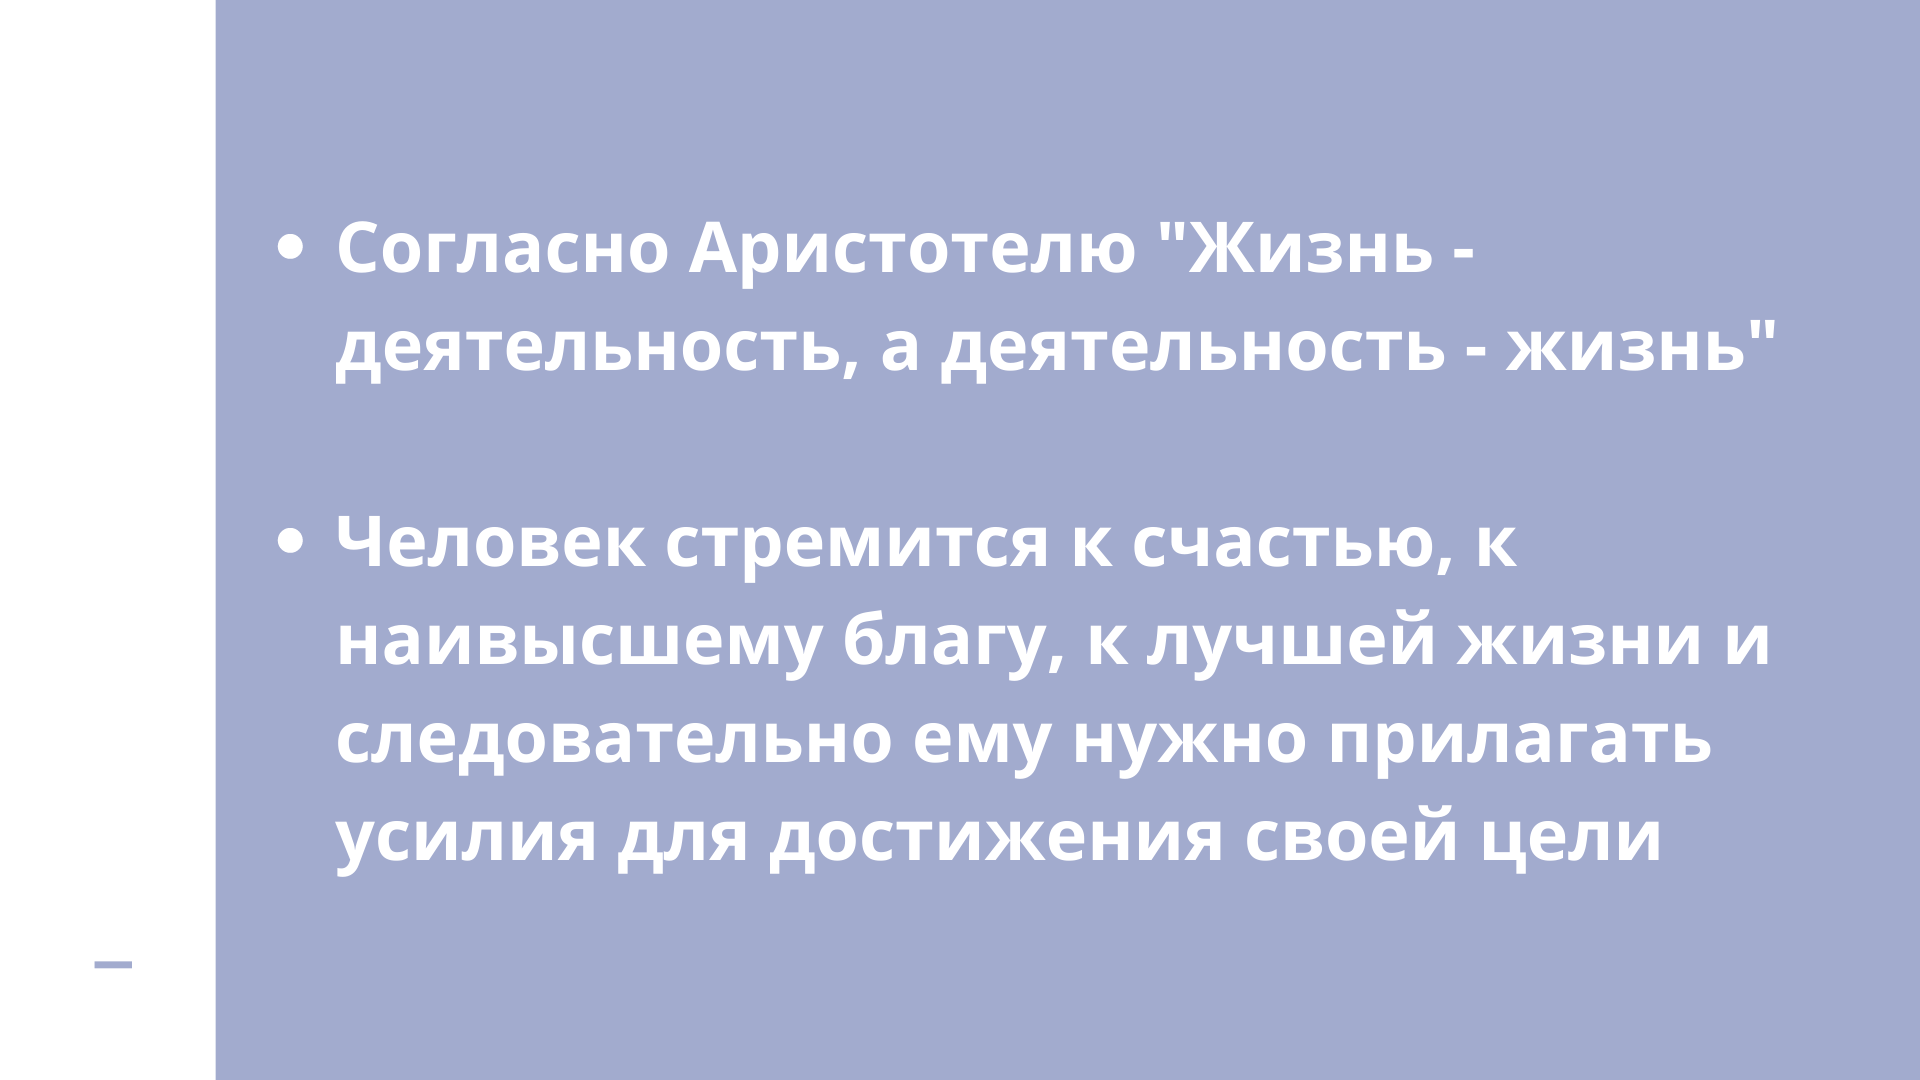 • Согласно Аристотелю "Жизнь -
деятельность, а деятельность - жизнь"
• Человек стремится к счастью, к
наивысшему благу, к лучшей жизни и
следовательно ему нужно прилагать
усилия для достижения своей цели